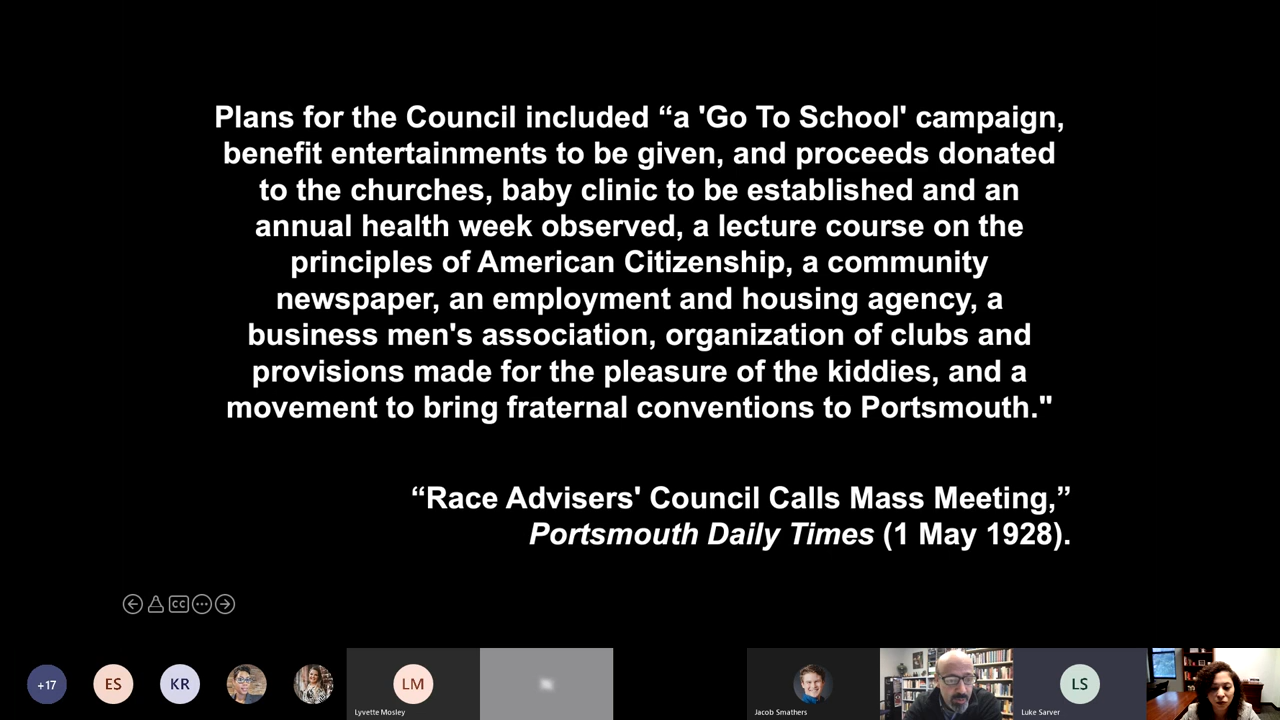 Plans for the Council included “a 'Go To School' campaign,
benefit entertainments to be given, and proceeds donated
to the churches, baby clinic to be established and an
annual health week observed, a lecture course on the
principles of American Citizenship, a community
newspaper, an employment and housing agency, a
business men's association, organization of clubs and
provisions made for the pleasure of the kiddies, and a
movement to bring fraternal conventions to Portsmouth."
“Race Advisers' Council Calls Mass Meeting,”
Portsmouth Daily Times (1 May 1928).
CC
+17
ES
KR
LM
LS
Lyvette Mosley
Jacob Smathers
Luke Sarver